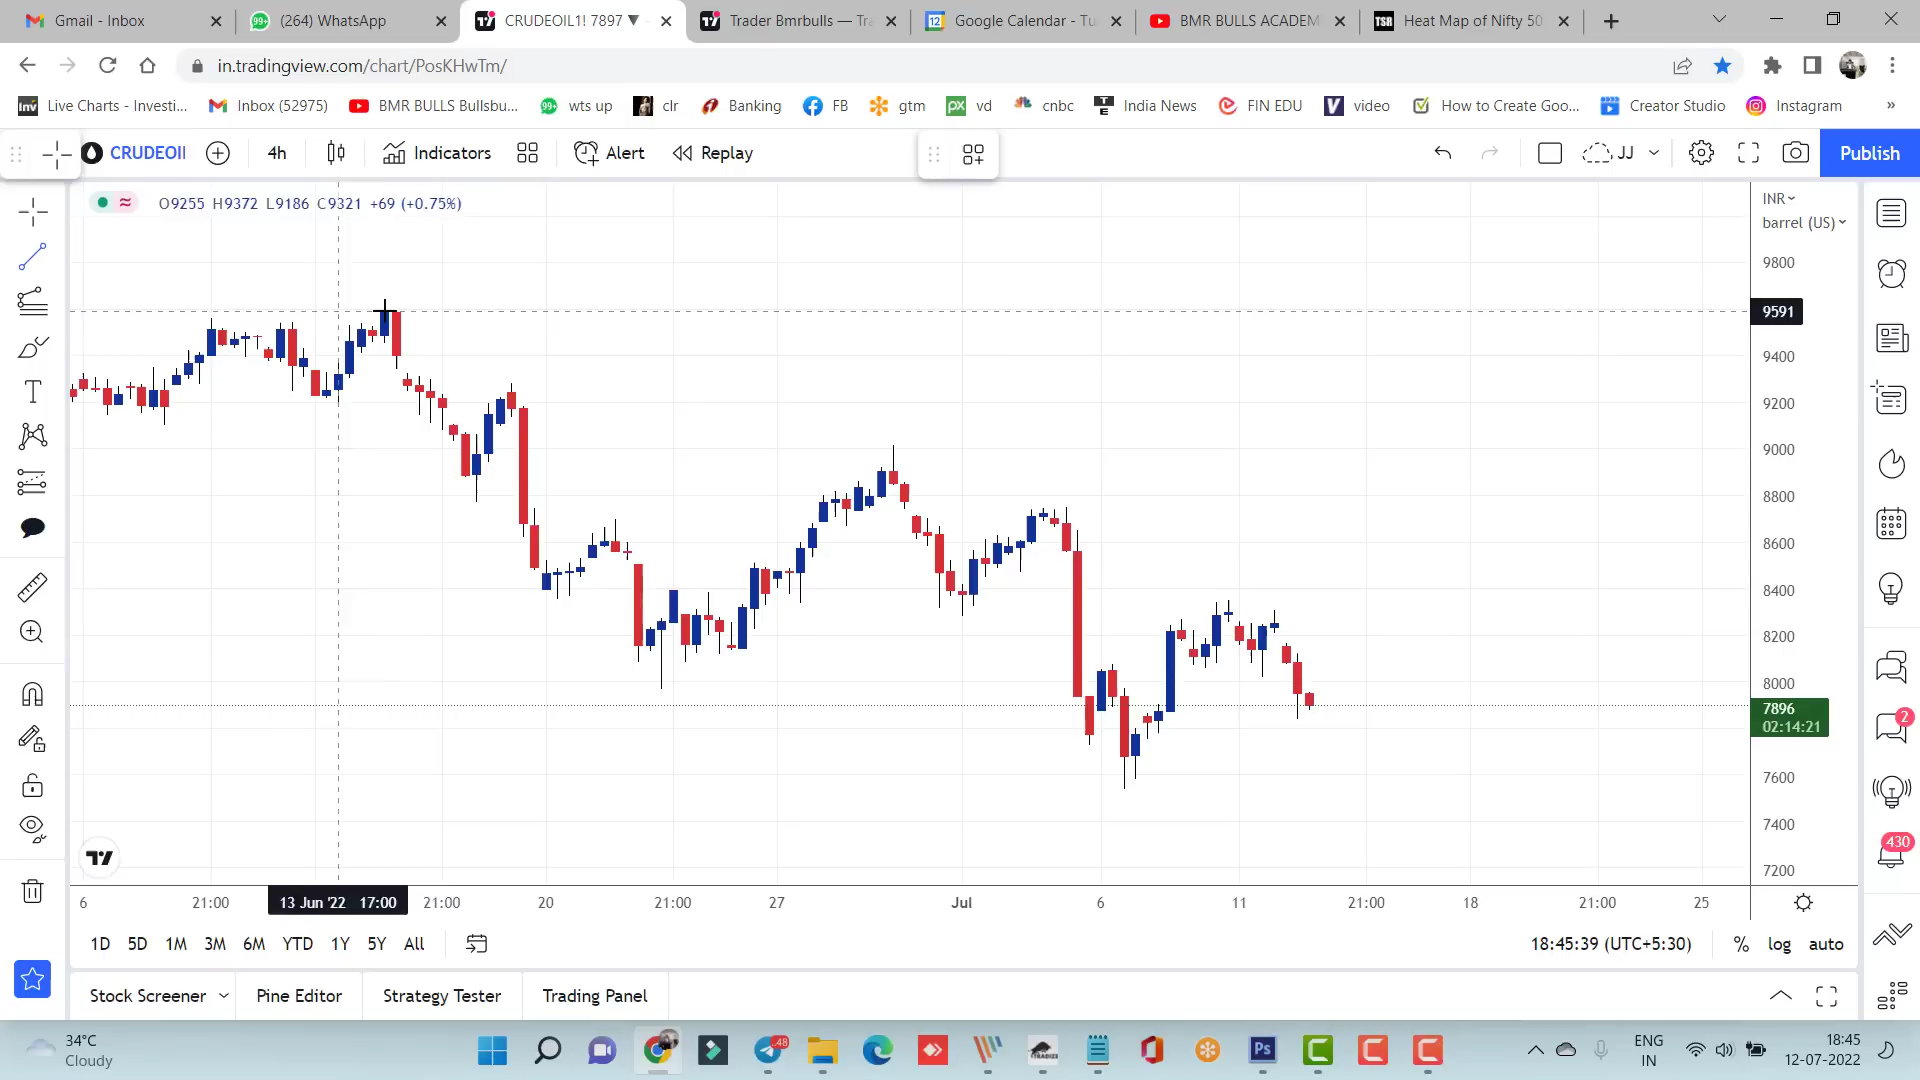 Gmail - Inbox
(264) WhatsApp
CRUDEOIL1! 7897 ▼
Trader Bmrbulls — Tra
Google Calendar - Tu
BMR BULLS ACADEM
Heat Map of Nifty 50
in.tradingview.com/chart/PosKHwTm/
Live Charts - Investi...
Inbox (52975)
BMR BULLS Bullsbu...
wts up
clr
Banking
FB
gtm
vd
cnbc
India News
FIN EDU
video
How to Create Goo...
Creator Studio
Instagram
»
CRUDEOII
4h
Indicators
Alert
Replay
JJ
Publish
O9255 H9372 L9186 C9321 +69 (+0.75%)
INR
barrel (US)
9800
9591
9400
9200
9000
8800
8600
8400
8200
8000
7896
02:14:21
7600
7400
7200
2
430
6
21:00
13 Jun '22 17:00
21:00
20
21:00
27
Jul
6
11
21:00
18
21:00
25
1D 5D 1M 3M 6M YTD 1Y 5Y All
18:45:39 (UTC+5:30)
% log auto
Stock Screener
Pine Editor
Strategy Tester
Trading Panel
34°C
Cloudy
ENG
IN
18:45
12-07-2022